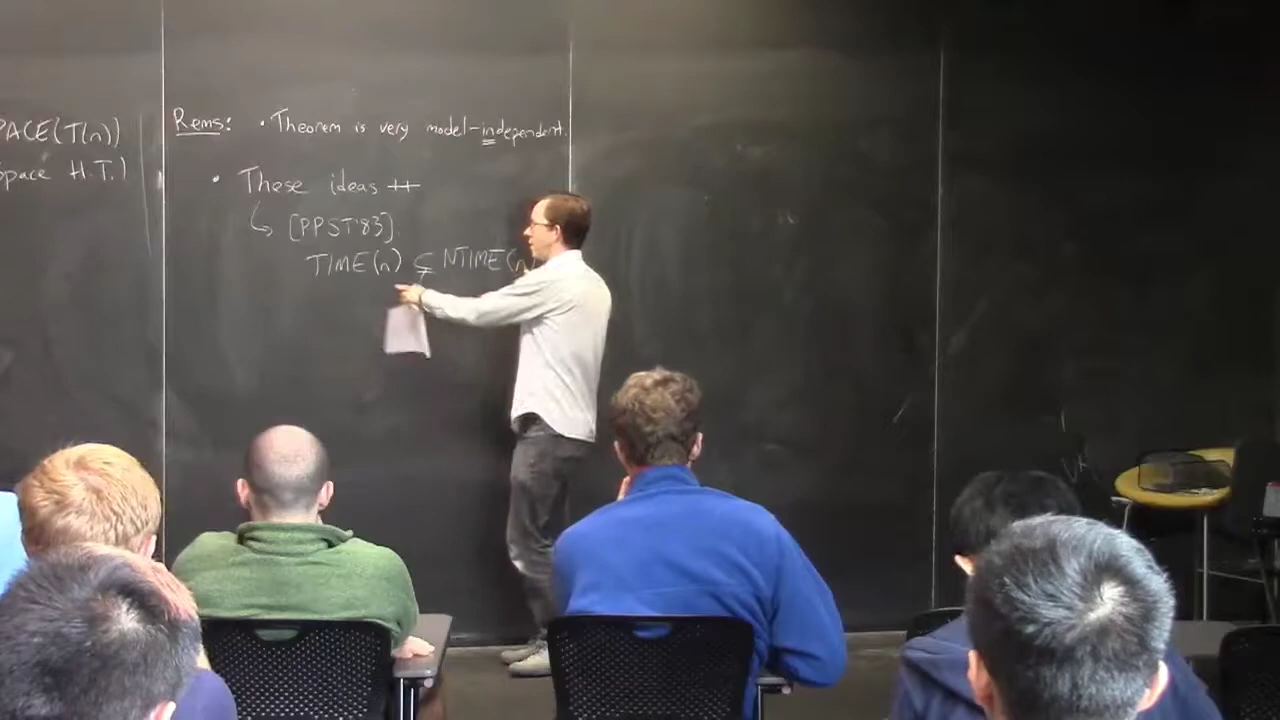 PACE(T(n))
Space H.T.)
Rems: • Theorem is very model-independent.
• These ideas ++
↳ [PPST'83].
TIME(n) ⊊ NTIME(n)